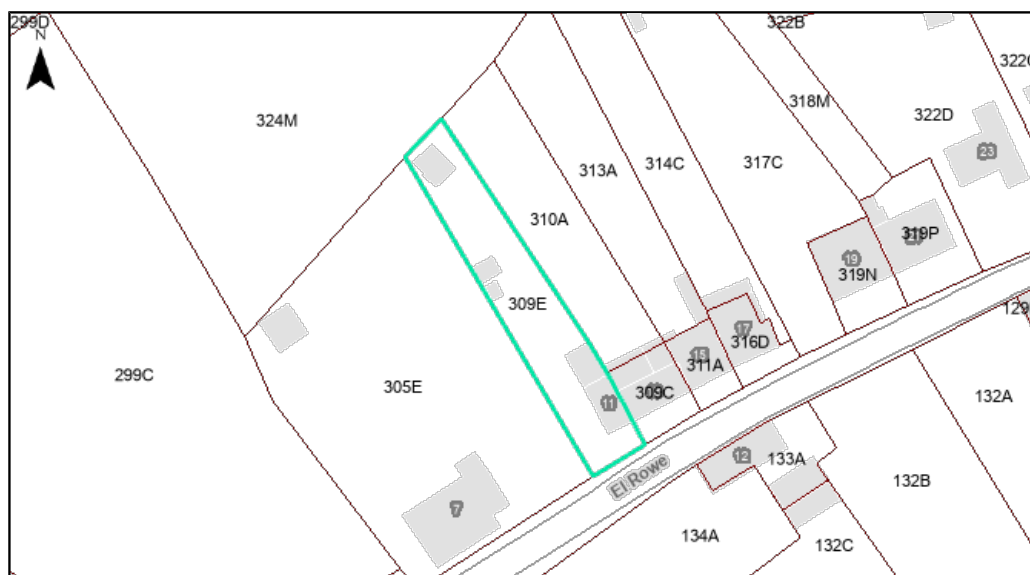 299D
322B
N
322C
324M
318M
322D
23
313A
314C
317C
310A
319P
19
319N
309E
129
17
316D
15
311A
299C
305E
309C
11
132A
12
133A
El Rowe
132B
7
134A
132C